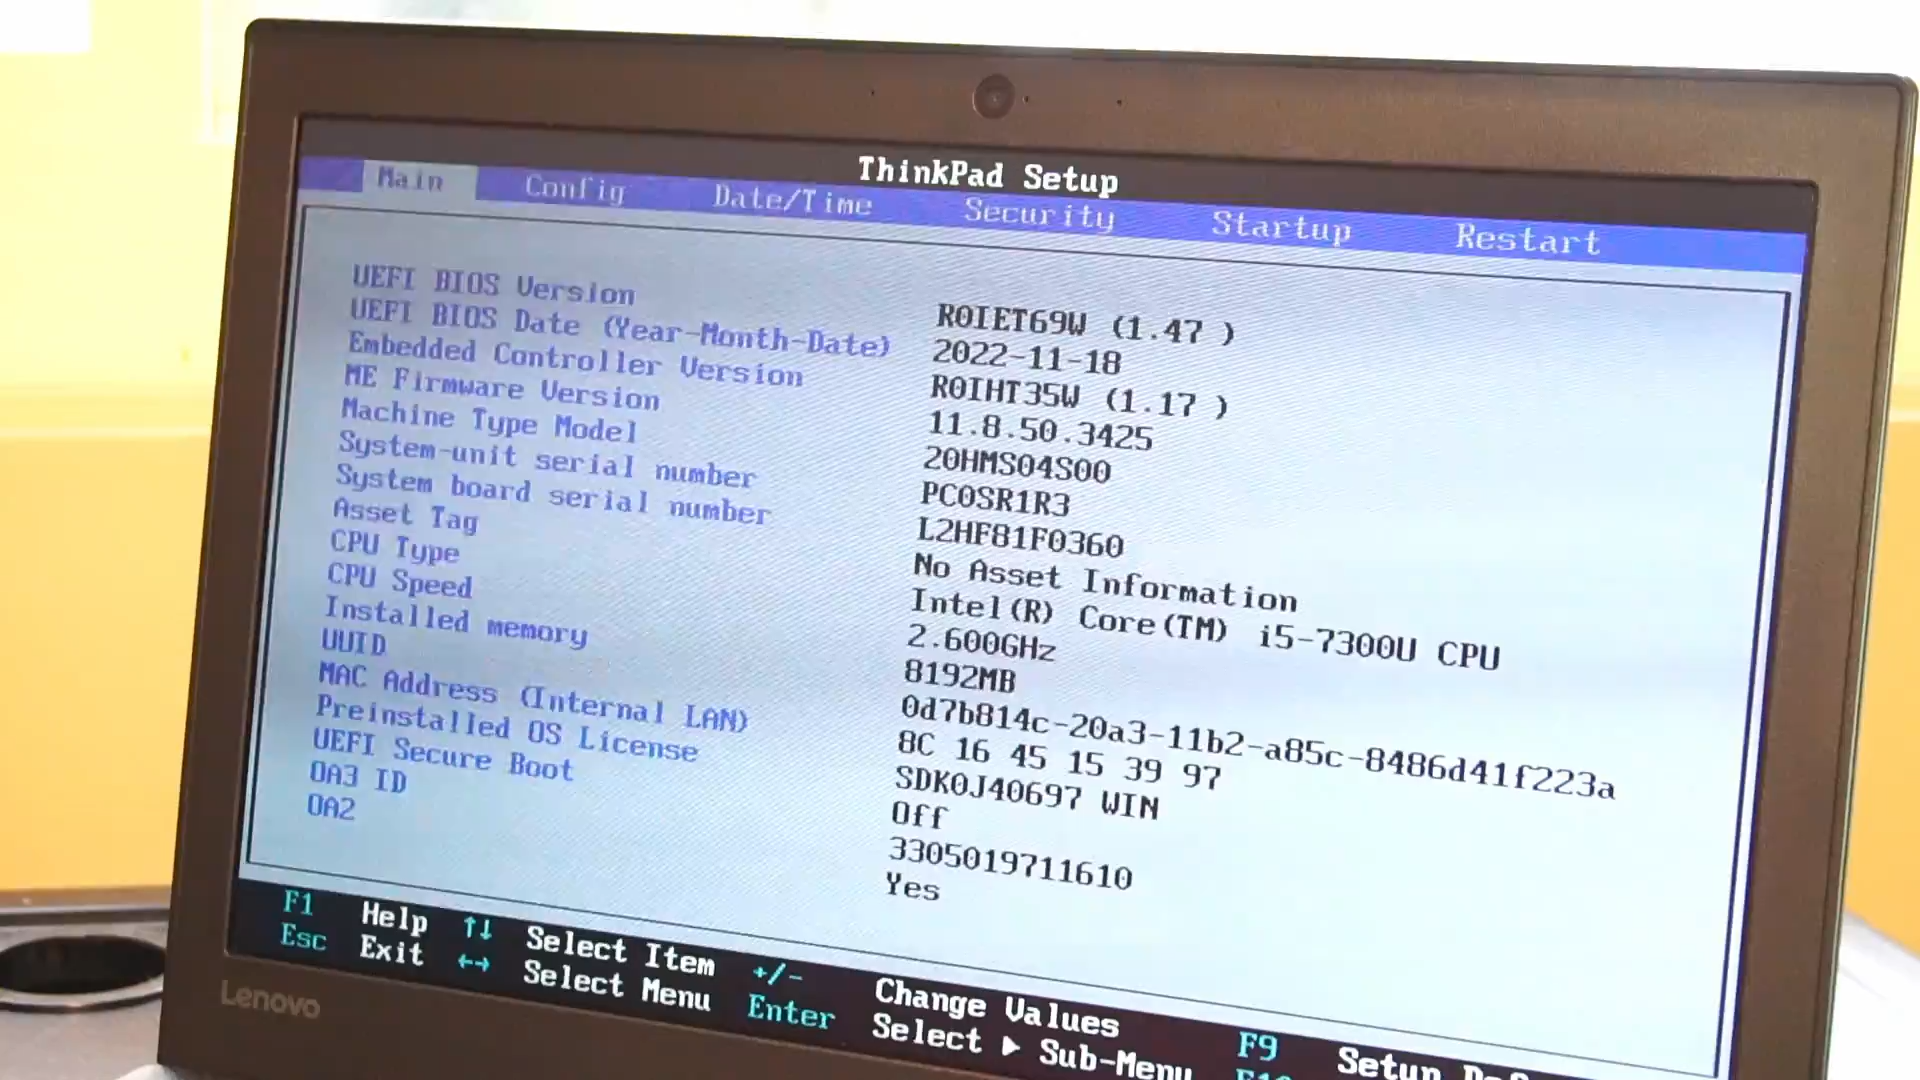 ThinkPad Setup
Main Config Date/Time Security Startup Restart
UEFI BIOS Version R0IET69W (1.47 )
UEFI BIOS Date (Year-Month-Date) 2022-11-18
Embedded Controller Version R0IHT35W (1.17 )
ME Firmware Version 11.8.50.3425
Machine Type Model 20HMS04S00
System-unit serial number PC0SR1R3
System board serial number L2HF81F0360
Asset Tag No Asset Information
CPU Type Intel(R) Core(TM) i5-7300U CPU
CPU Speed 2.600GHz
Installed memory 8192MB
UUID 0d7b814c-20a3-11b2-a85c-8486d41f223a
MAC Address (Internal LAN) 8C 16 45 15 39 97
Preinstalled OS License SDK0J40697 WIN
UEFI Secure Boot Off
OA3 ID 3305019711610
OA2 Yes
F1 Help ↑↓ Select Item +/- Change Values F9 Setup
Esc Exit ←→ Select Menu Enter Select ▶ Sub-Menu
Lenovo